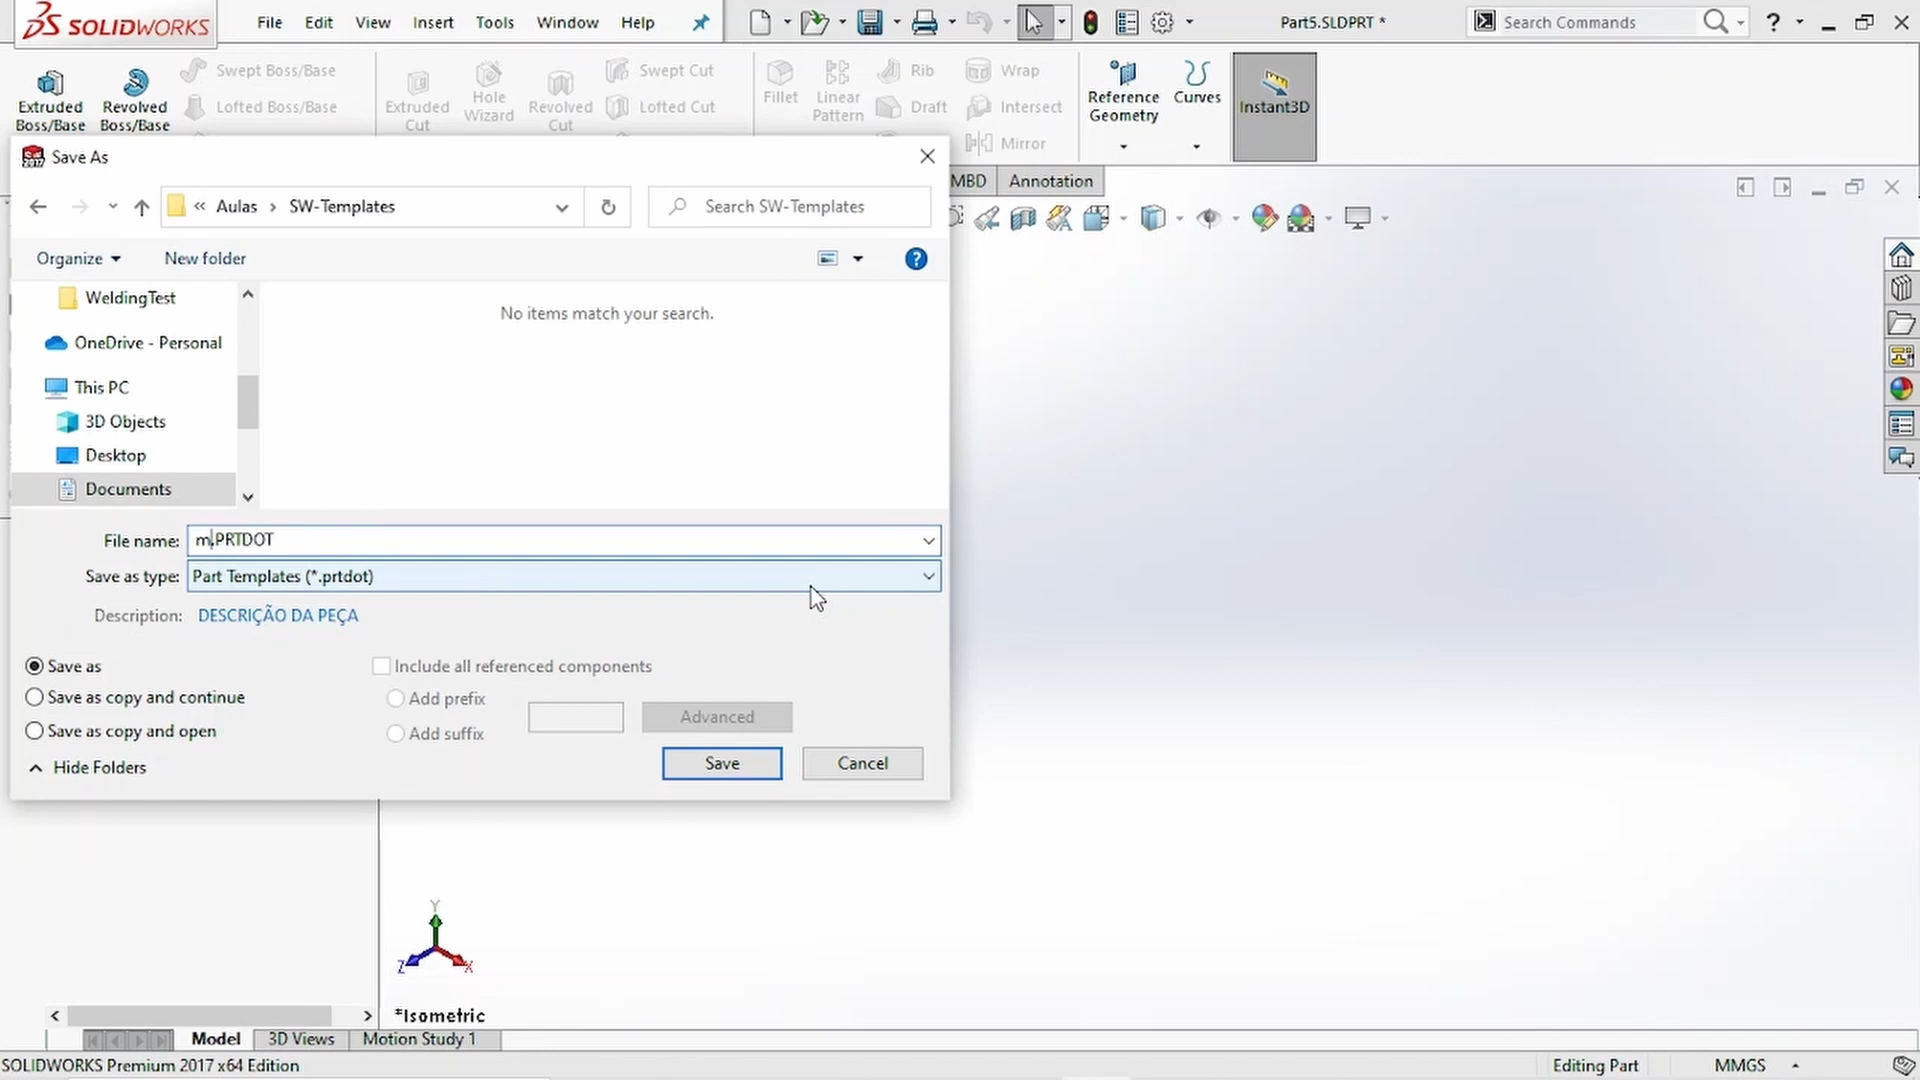 SOLIDWORKS File Edit View Insert Tools Window Help Part5.SLDPRT * Search Commands ?
Extruded Boss/Base Revolved Boss/Base Swept Boss/Base Lofted Boss/Base Extruded Cut Hole Wizard Revolved Cut Swept Cut Lofted Cut Fillet Linear Pattern Rib Draft Wrap Intersect Mirror Reference Geometry Curves Instant3D
MBD Annotation
Save As
« Aulas › SW-Templates Search SW-Templates
Organize New folder
WeldingTest
No items match your search.
OneDrive - Personal
This PC
3D Objects
Desktop
Documents
File name: m.PRTDOT
Save as type: Part Templates (*.prtdot)
Description: DESCRIÇÃO DA PEÇA
Save as Include all referenced components
Save as copy and continue Add prefix
Advanced
Save as copy and open Add suffix
Hide Folders Save Cancel
Y
Z X
*Isometric
Model 3D Views Motion Study 1
SOLIDWORKS Premium 2017 x64 Edition Editing Part MMGS